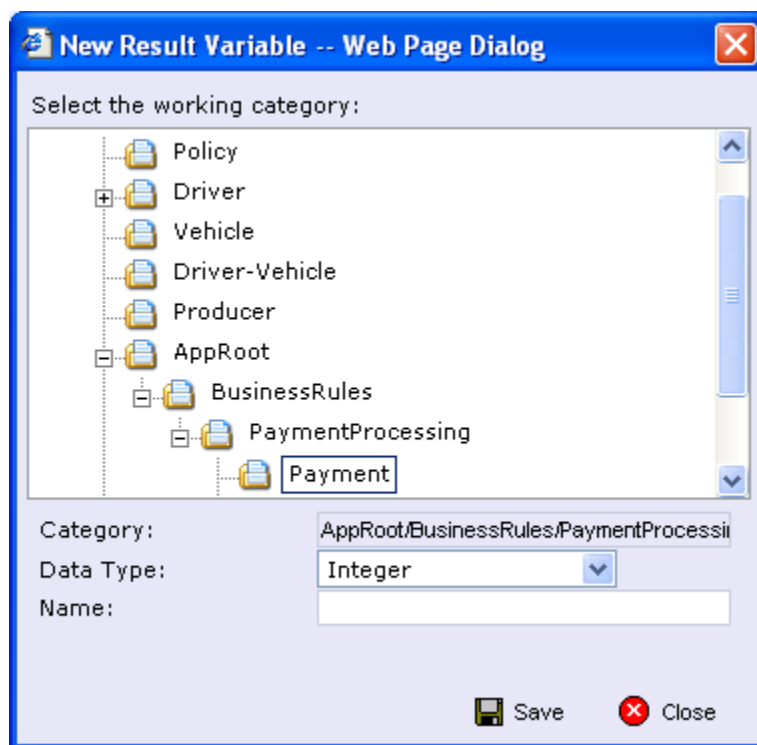 New Result Variable -- Web Page Dialog
Select the working category:
Policy
Driver
Vehicle
Driver-Vehicle
Producer
AppRoot
BusinessRules
PaymentProcessing
Payment
Category: AppRoot/BusinessRules/PaymentProcessin
Data Type: Integer
Name:
Save Close